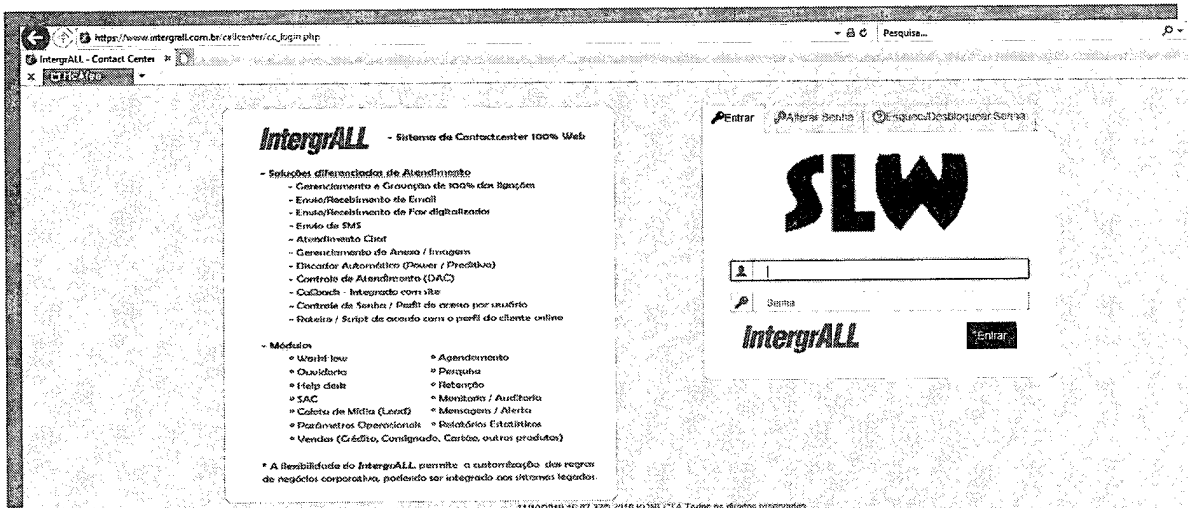 https://www.intergrall.com.br/callcenter/cc_login.php
Pesquisa...
IntergrALL - Contact Center
McAfee
IntergrALL - Sistema de Contactcenter 100% Web
- Soluções diferenciadas de Atendimento
- Gerenciamento e Gravação de 100% das ligações
- Envio/Recebimento de Email
- Envio/Recebimento de Fax digitalizados
- Envio de SMS
- Atendimento Chat
- Gerenciamento de Anexo / Imagem
- Discador Automático (Power / Preditivo)
- Controle de Atendimento (DAC)
- Callback - Integrado com site
- Controle de Senha / Perfil de acesso por usuário
- Roteiro / Script de acordo com o perfil do cliente online
- Módulos
º WorkFlow º Agendamento
º Ouvidoria º Pesquisa
º Help desk º Retenção
º SAC º Monitoria / Auditoria
º Coleta de Mídia (Lead) º Mensagem / Alerta
º Parâmetros Operacionais º Relatórios Estatísticos
º Vendas (Crédito, Consignado, Cartão, outros produtos)
* A flexibilidade do IntergrALL, permite a customização das regras
de negócios corporativa, podendo ser integrado aos sistemas legados.
Entrar Alterar Senha Esqueci/Desbloquear Senha
SLW
Senha
IntergrALL
Entrar
Todos os direitos reservados